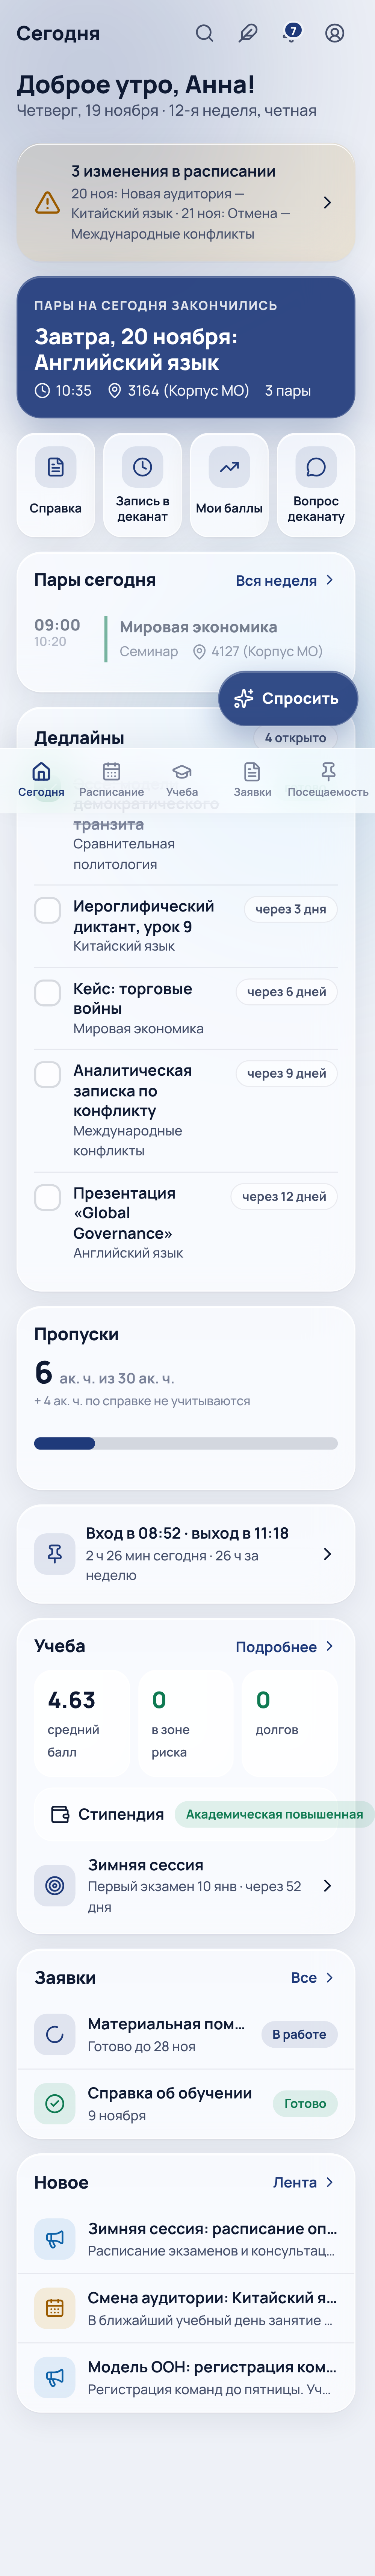 Сегодня
7
Доброе утро, Анна!
Четверг, 19 ноября · 12-я неделя, четная
3 изменения в расписании
20 ноя: Новая аудитория —
Китайский язык · 21 ноя: Отмена —
Международные конфликты
ПАРЫ НА СЕГОДНЯ ЗАКОНЧИЛИСЬ
Завтра, 20 ноября:
Английский язык
10:35 3164 (Корпус МО) 3 пары
Справка
Запись в
деканат
Мои баллы
Вопрос
деканату
Пары сегодня
Вся неделя
09:00
10:20
Мировая экономика
Семинар 4127 (Корпус МО)
Спросить
Дедлайны
4 открыто
Сегодня
Расписание
Учеба
Заявки
Посещаемость
демократического
транзита
Сравнительная
политология
Иероглифический
диктант, урок 9
Китайский язык
через 3 дня
Кейс: торговые
войны
Мировая экономика
через 6 дней
Аналитическая
записка по
конфликту
Международные
конфликты
через 9 дней
Презентация
«Global
Governance»
Английский язык
через 12 дней
Пропуски
6 ак. ч. из 30 ак. ч.
+ 4 ак. ч. по справке не учитываются
Вход в 08:52 · выход в 11:18
2 ч 26 мин сегодня · 26 ч за
неделю
Учеба
Подробнее
4.63
средний
балл
0
в зоне
риска
0
долгов
Стипендия
Академическая повышенная
Зимняя сессия
Первый экзамен 10 янв · через 52
дня
Заявки
Все
Материальная пом…
Готово до 28 ноя
В работе
Справка об обучении
9 ноября
Готово
Новое
Лента
Зимняя сессия: расписание оп…
Расписание экзаменов и консультац…
Смена аудитории: Китайский я…
В ближайший учебный день занятие …
Модель ООН: регистрация ком…
Регистрация команд до пятницы. Уч…